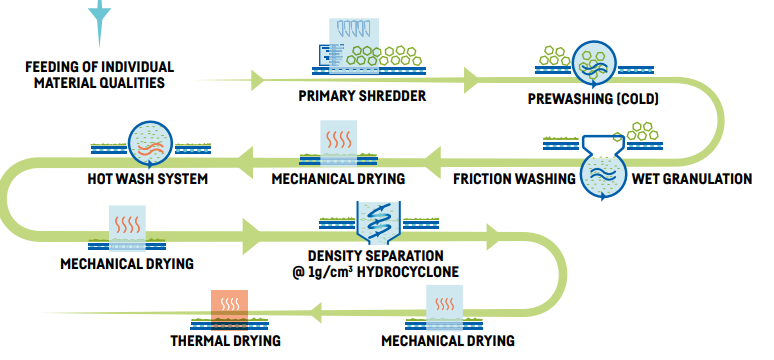 FEEDING OF INDIVIDUAL
MATERIAL QUALITIES
PRIMARY SHREDDER
PREWASHING (COLD)
WET GRANULATION
FRICTION WASHING
MECHANICAL DRYING
HOT WASH SYSTEM
MECHANICAL DRYING
DENSITY SEPARATION
@ 1g/cm³ HYDROCYCLONE
MECHANICAL DRYING
THERMAL DRYING